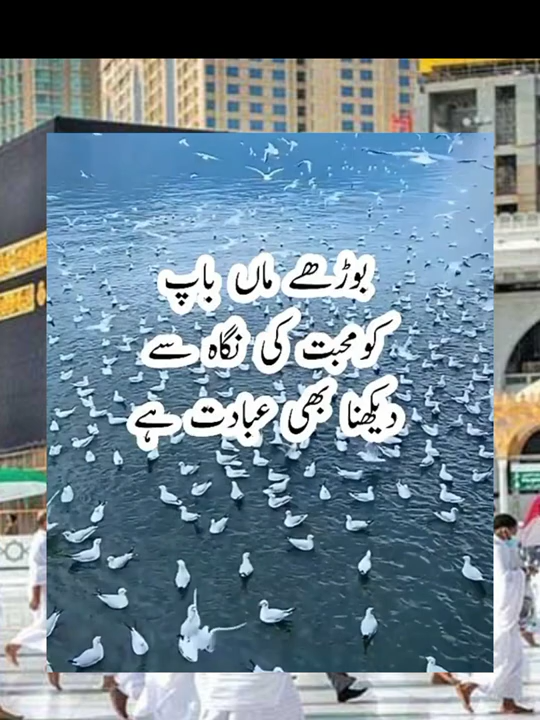 بوڑھے ماں باپ
کو محبت کی نگاہ سے
دیکھنا بھی عبادت ہے